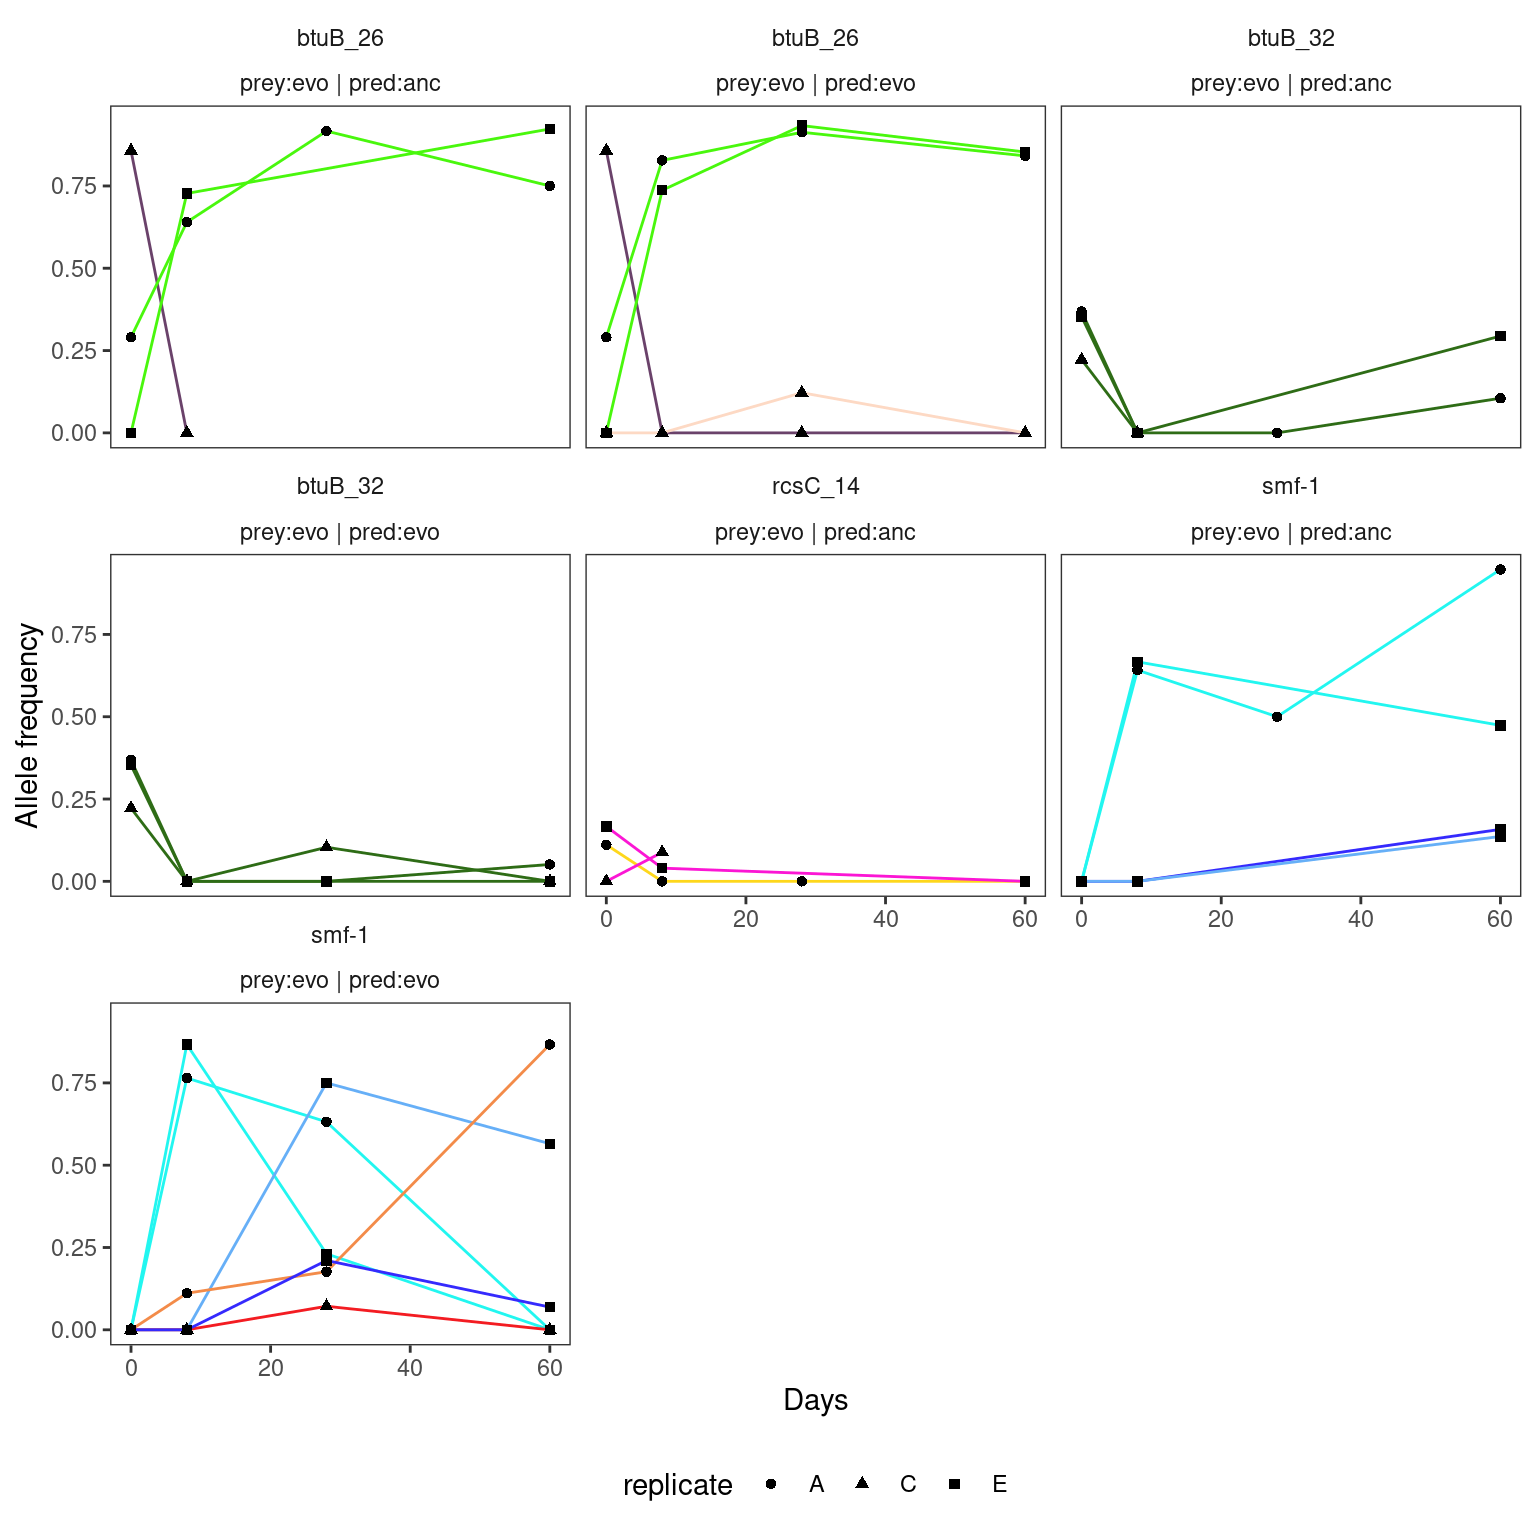 btuB_26
prey:evo | pred:anc
btuB_26
prey:evo | pred:evo
btuB_32
prey:evo | pred:anc
0.75
0.50
0.25
0.00
btuB_32
prey:evo | pred:evo
rcsC_14
prey:evo | pred:anc
smf-1
prey:evo | pred:anc
Allele frequency
0.75
0.50
0.25
0.00
0 20 40 60
0 20 40 60
smf-1
prey:evo | pred:evo
0.75
0.50
0.25
0.00
0 20 40 60
Days
replicate A C E